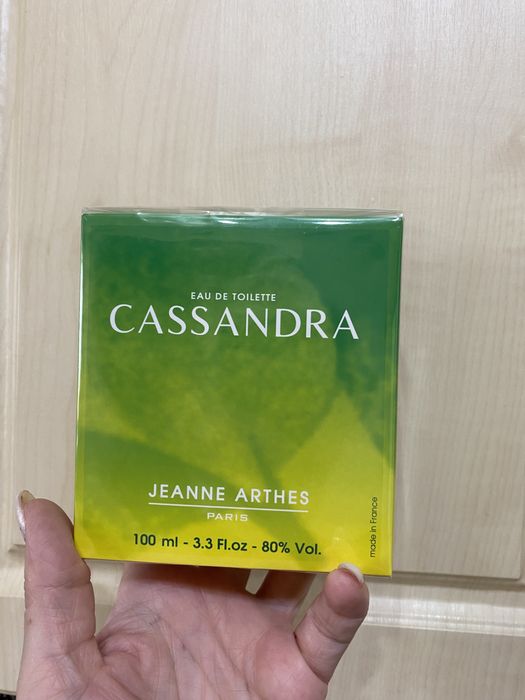 EAU DE TOILETTE
CASSANDRA
JEANNE ARTHES
PARIS
100 ml - 3.3 Fl.oz - 80% Vol.
made in France